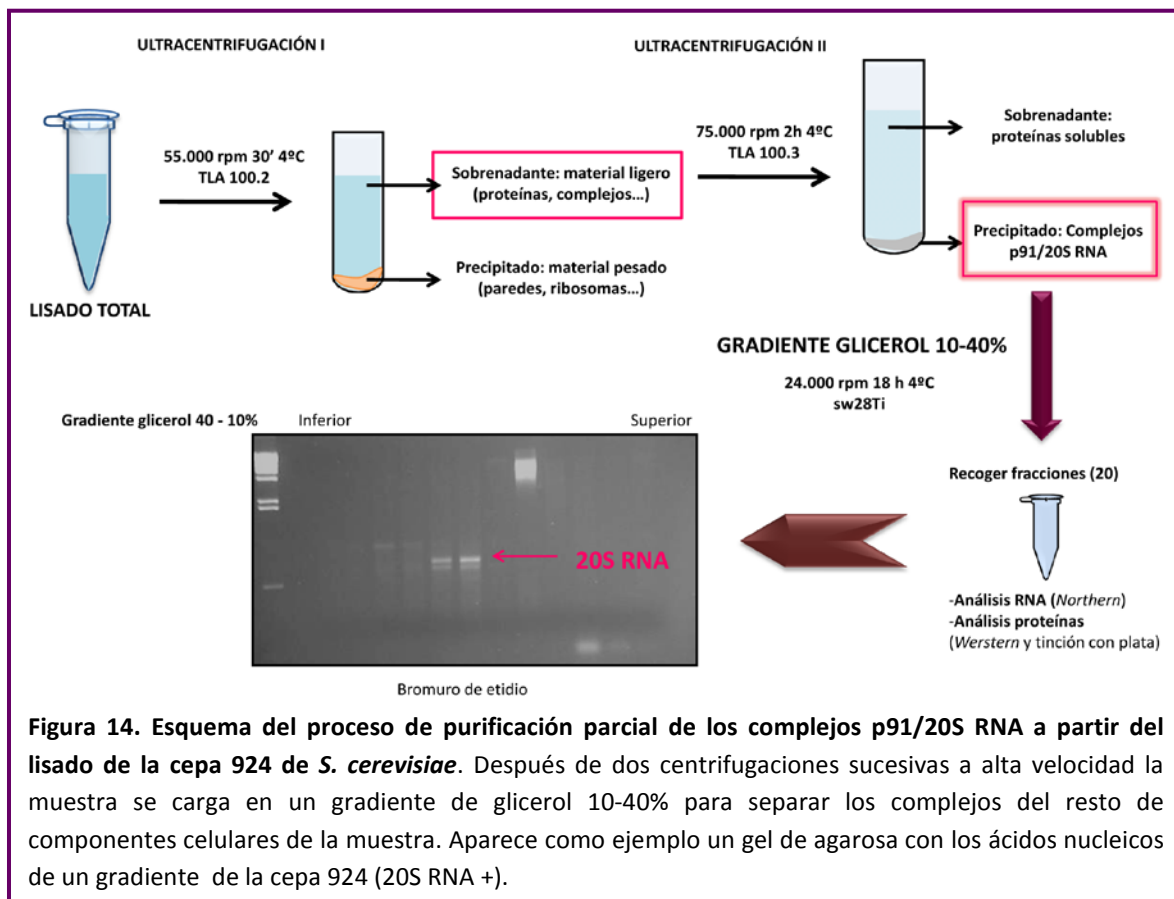 ULTRACENTRIFUGACIÓN I
ULTRACENTRIFUGACIÓN II
55.000 rpm 30' 4ºC
TLA 100.2
Sobrenadante: material ligero
(proteínas, complejos...)
Precipitado: material pesado
(paredes, ribosomas...)
LISADO TOTAL
75.000 rpm 2h 4ºC
TLA 100.3
Sobrenadante:
proteínas solubles
Precipitado: Complejos
p91/20S RNA
GRADIENTE GLICEROL 10-40%
24.000 rpm 18 h 4ºC
sw28Ti
Recoger fracciones (20)
-Análisis RNA (Northern)
-Análisis proteínas
(Werstern y tinción con plata)
Gradiente glicerol 40 - 10%
Inferior
Superior
20S RNA
Bromuro de etidio
Figura 14. Esquema del proceso de purificación parcial de los complejos p91/20S RNA a partir del
lisado de la cepa 924 de S. cerevisiae. Después de dos centrifugaciones sucesivas a alta velocidad la
muestra se carga en un gradiente de glicerol 10-40% para separar los complejos del resto de
componentes celulares de la muestra. Aparece como ejemplo un gel de agarosa con los ácidos nucleicos
de un gradiente de la cepa 924 (20S RNA +).